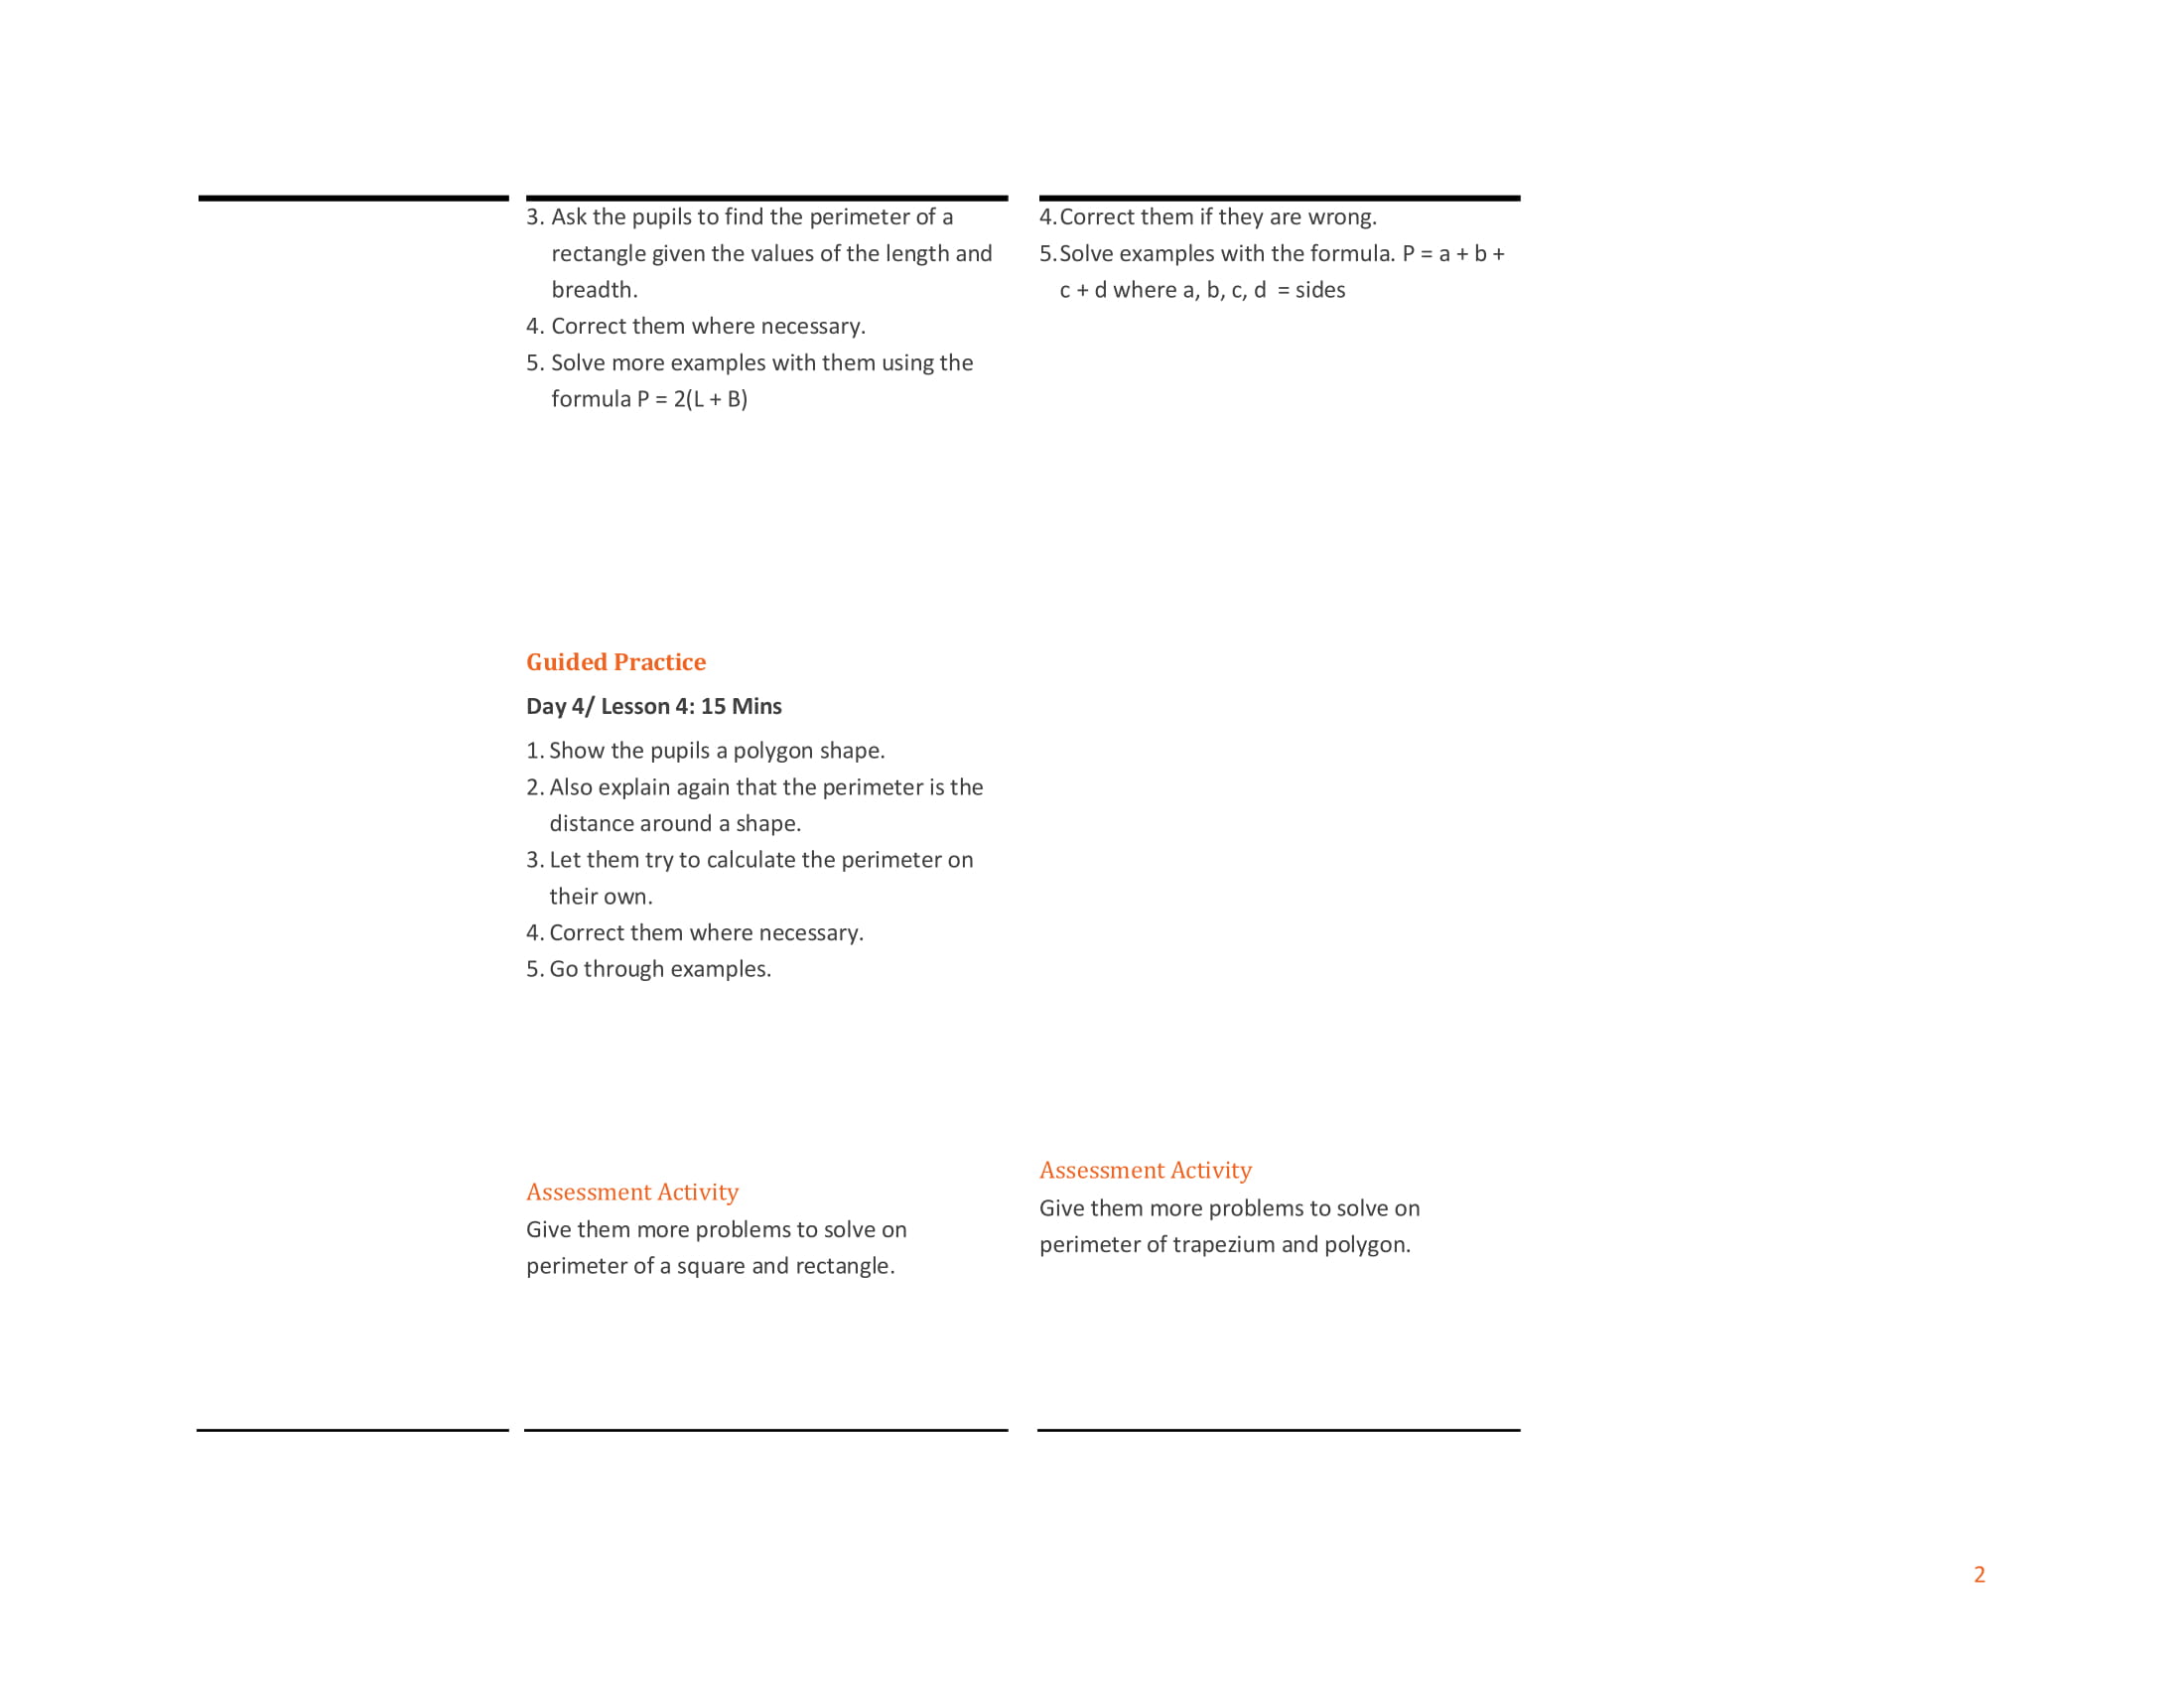 3. Ask the pupils to find the perimeter of a
rectangle given the values of the length and
breadth.
4. Correct them where necessary.
5. Solve more examples with them using the
formula P = 2(L + B)
Guided Practice
Day 4/ Lesson 4: 15 Mins
1. Show the pupils a polygon shape.
2. Also explain again that the perimeter is the
distance around a shape.
3. Let them try to calculate the perimeter on
their own.
4. Correct them where necessary.
5. Go through examples.
Assessment Activity
Give them more problems to solve on
perimeter of a square and rectangle.
4. Correct them if they are wrong.
5. Solve examples with the formula. P = a + b +
c + d where a, b, c, d = sides
Assessment Activity
Give them more problems to solve on
perimeter of trapezium and polygon.
2